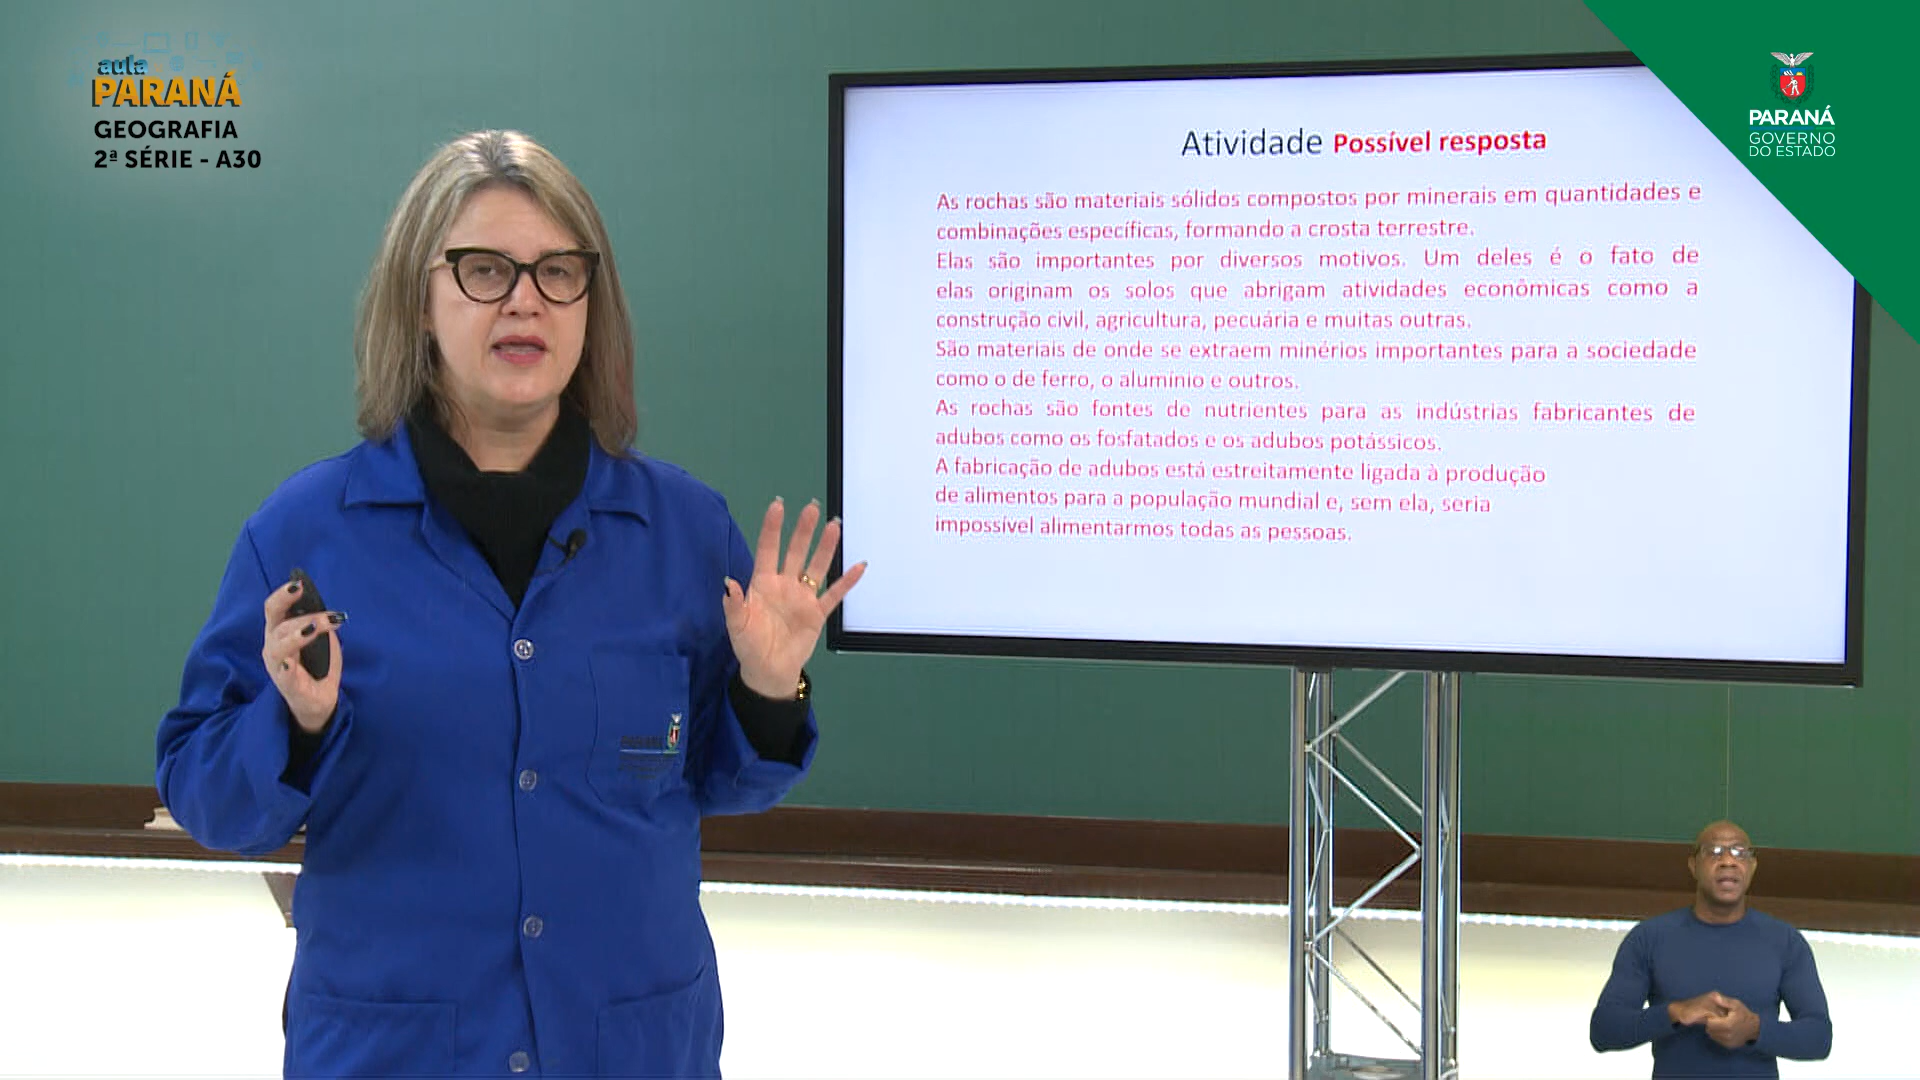 aula
PARANÁ
GEOGRAFIA
2ª SÉRIE - A30
Atividade Possível resposta
As rochas são materiais sólidos compostos por minerais em quantidades e
combinações específicas, formando a crosta terrestre.
Elas são importantes por diversos motivos. Um deles é o fato de
elas originam os solos que abrigam atividades econômicas como a
construção civil, agricultura, pecuária e muitas outras.
São materiais de onde se extraem minérios importantes para a sociedade
como o de ferro, o alumínio e outros.
As rochas são fontes de nutrientes para as indústrias fabricantes de
adubos como os fosfatados e os adubos potássicos.
A fabricação de adubos está estreitamente ligada à produção
de alimentos para a população mundial e, sem ela, seria
impossível alimentarmos todas as pessoas.
PARANÁ
GOVERNO
DO ESTADO